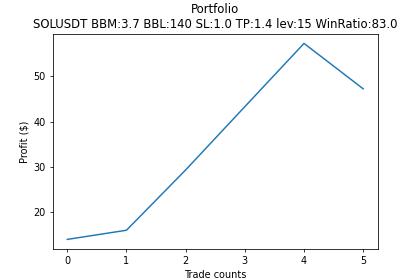 Portfolio
SOLUSDT BBM:3.7 BBL:140 SL:1.0 TP:1.4 lev:15 WinRatio:83.0
Profit ($)
50
40
30
20
0 1 2 3 4 5
Trade counts